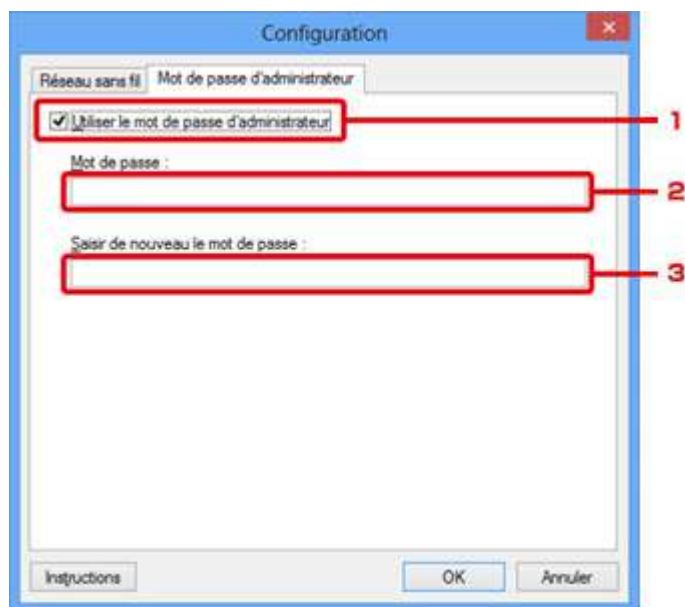 Configuration
Réseau sans fil
Mot de passe d'administrateur
Utiliser le mot de passe d'administrateur
1
Mot de passe :
2
Saisir de nouveau le mot de passe :
3
Instructions
OK
Annuler